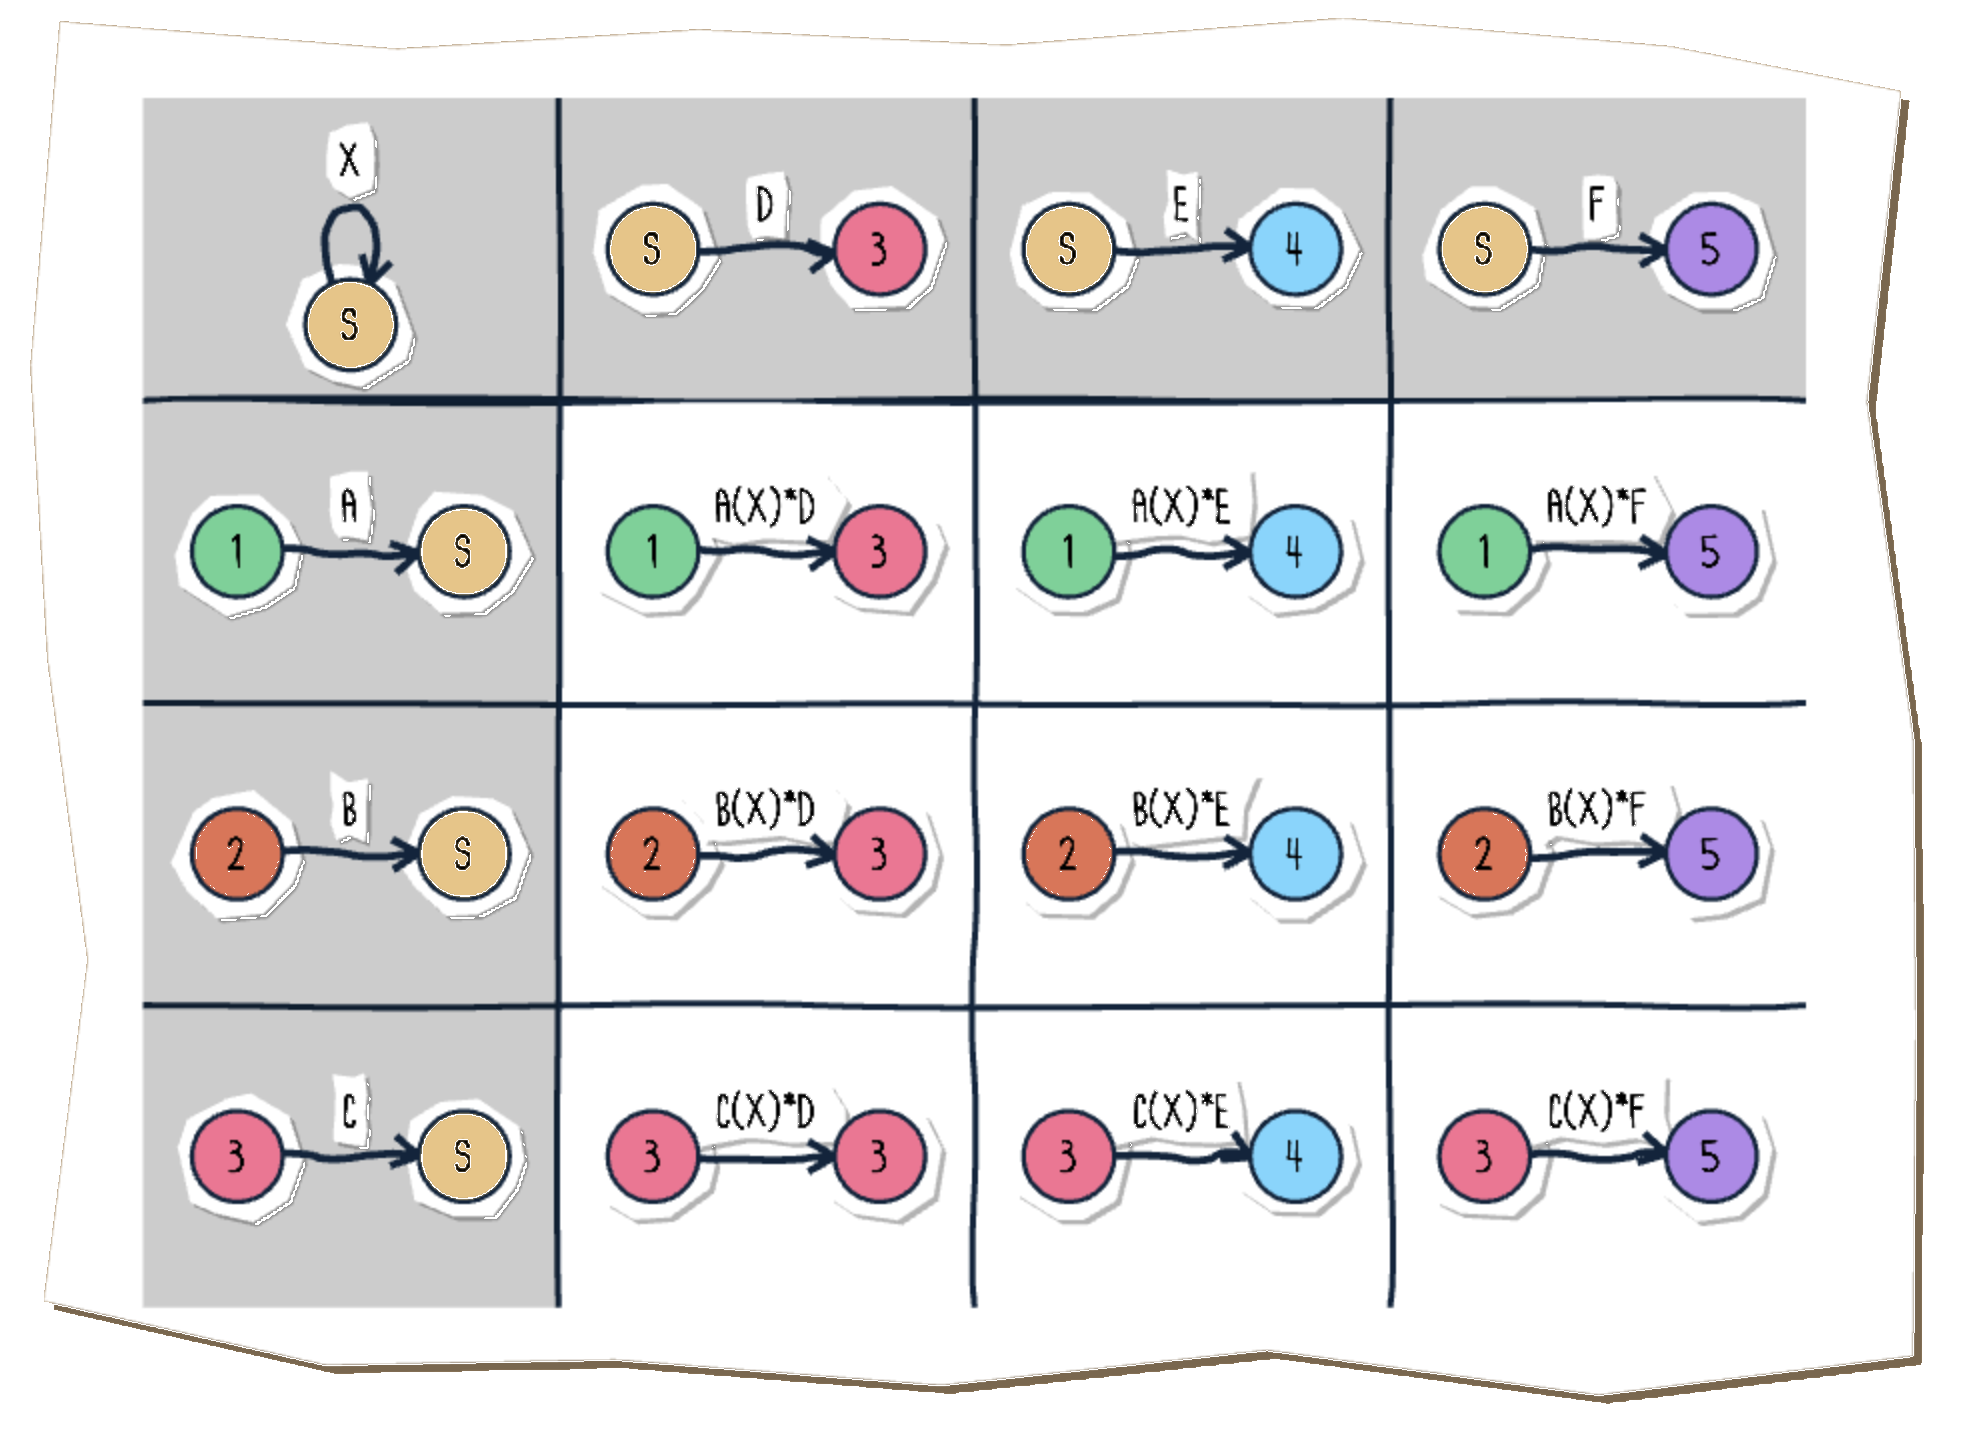 X
S
S D 3
S E 4
S F 5
1 A S
1 A(X)*D 3
1 A(X)*E 4
1 A(X)*F 5
2 B S
2 B(X)*D 3
2 B(X)*E 4
2 B(X)*F 5
3 C S
3 C(X)*D 3
3 C(X)*E 4
3 C(X)*F 5